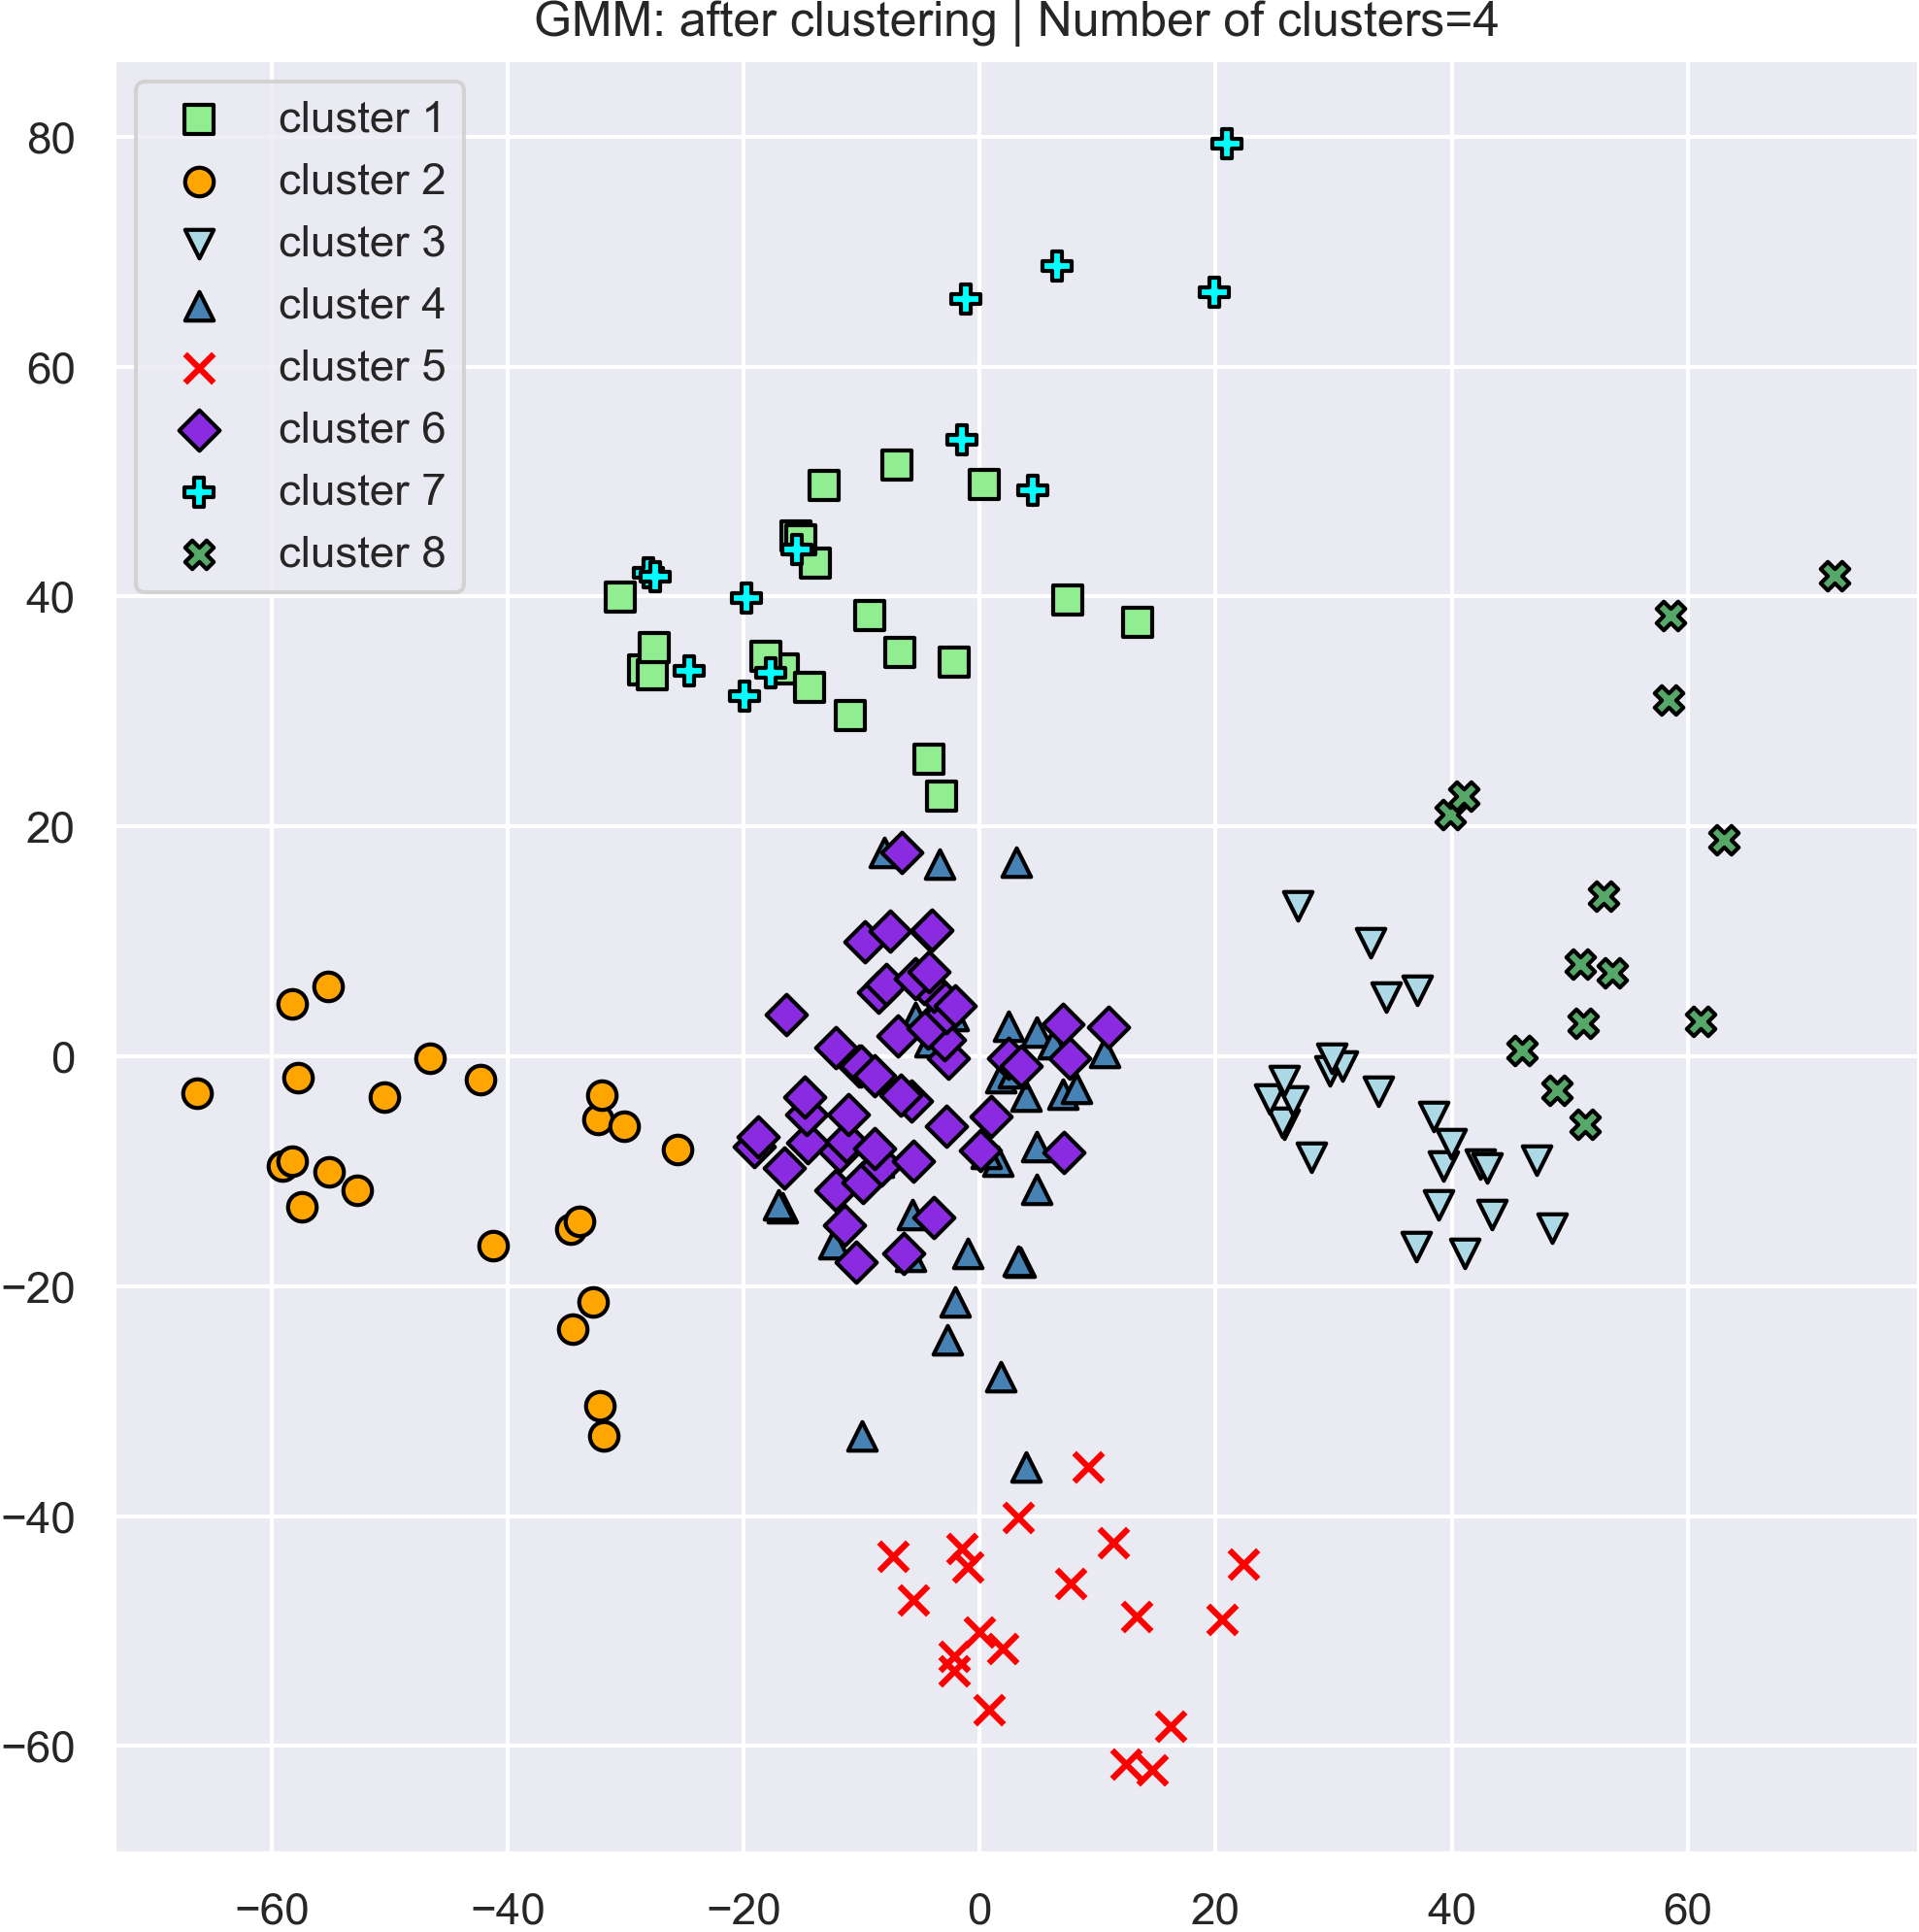 GMM: after clustering | Number of clusters=4
cluster 1
cluster 2
cluster 3
cluster 4
cluster 5
cluster 6
cluster 7
cluster 8
80
60
40
20
0
−20
−40
−60
−60 −40 −20 0 20 40 60